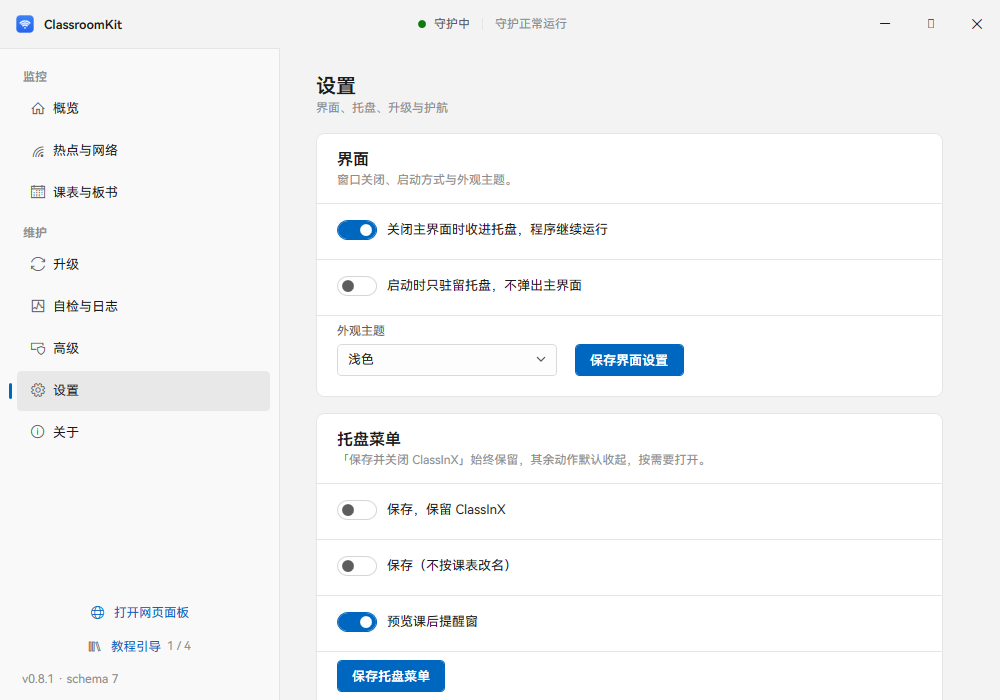 ClassroomKit
守护中
守护正常运行
监控
概览
热点与网络
课表与板书
维护
升级
自检与日志
高级
设置
关于
打开网页面板
教程引导 1 / 4
v0.8.1 · schema 7
设置
界面、托盘、升级与护航
界面
窗口关闭、启动方式与外观主题。
关闭主界面时收进托盘，程序继续运行
启动时只驻留托盘，不弹出主界面
外观主题
浅色
保存界面设置
托盘菜单
「保存并关闭 ClassInX」始终保留，其余动作默认收起，按需要打开。
保存，保留 ClassInX
保存（不按课表改名）
预览课后提醒窗
保存托盘菜单